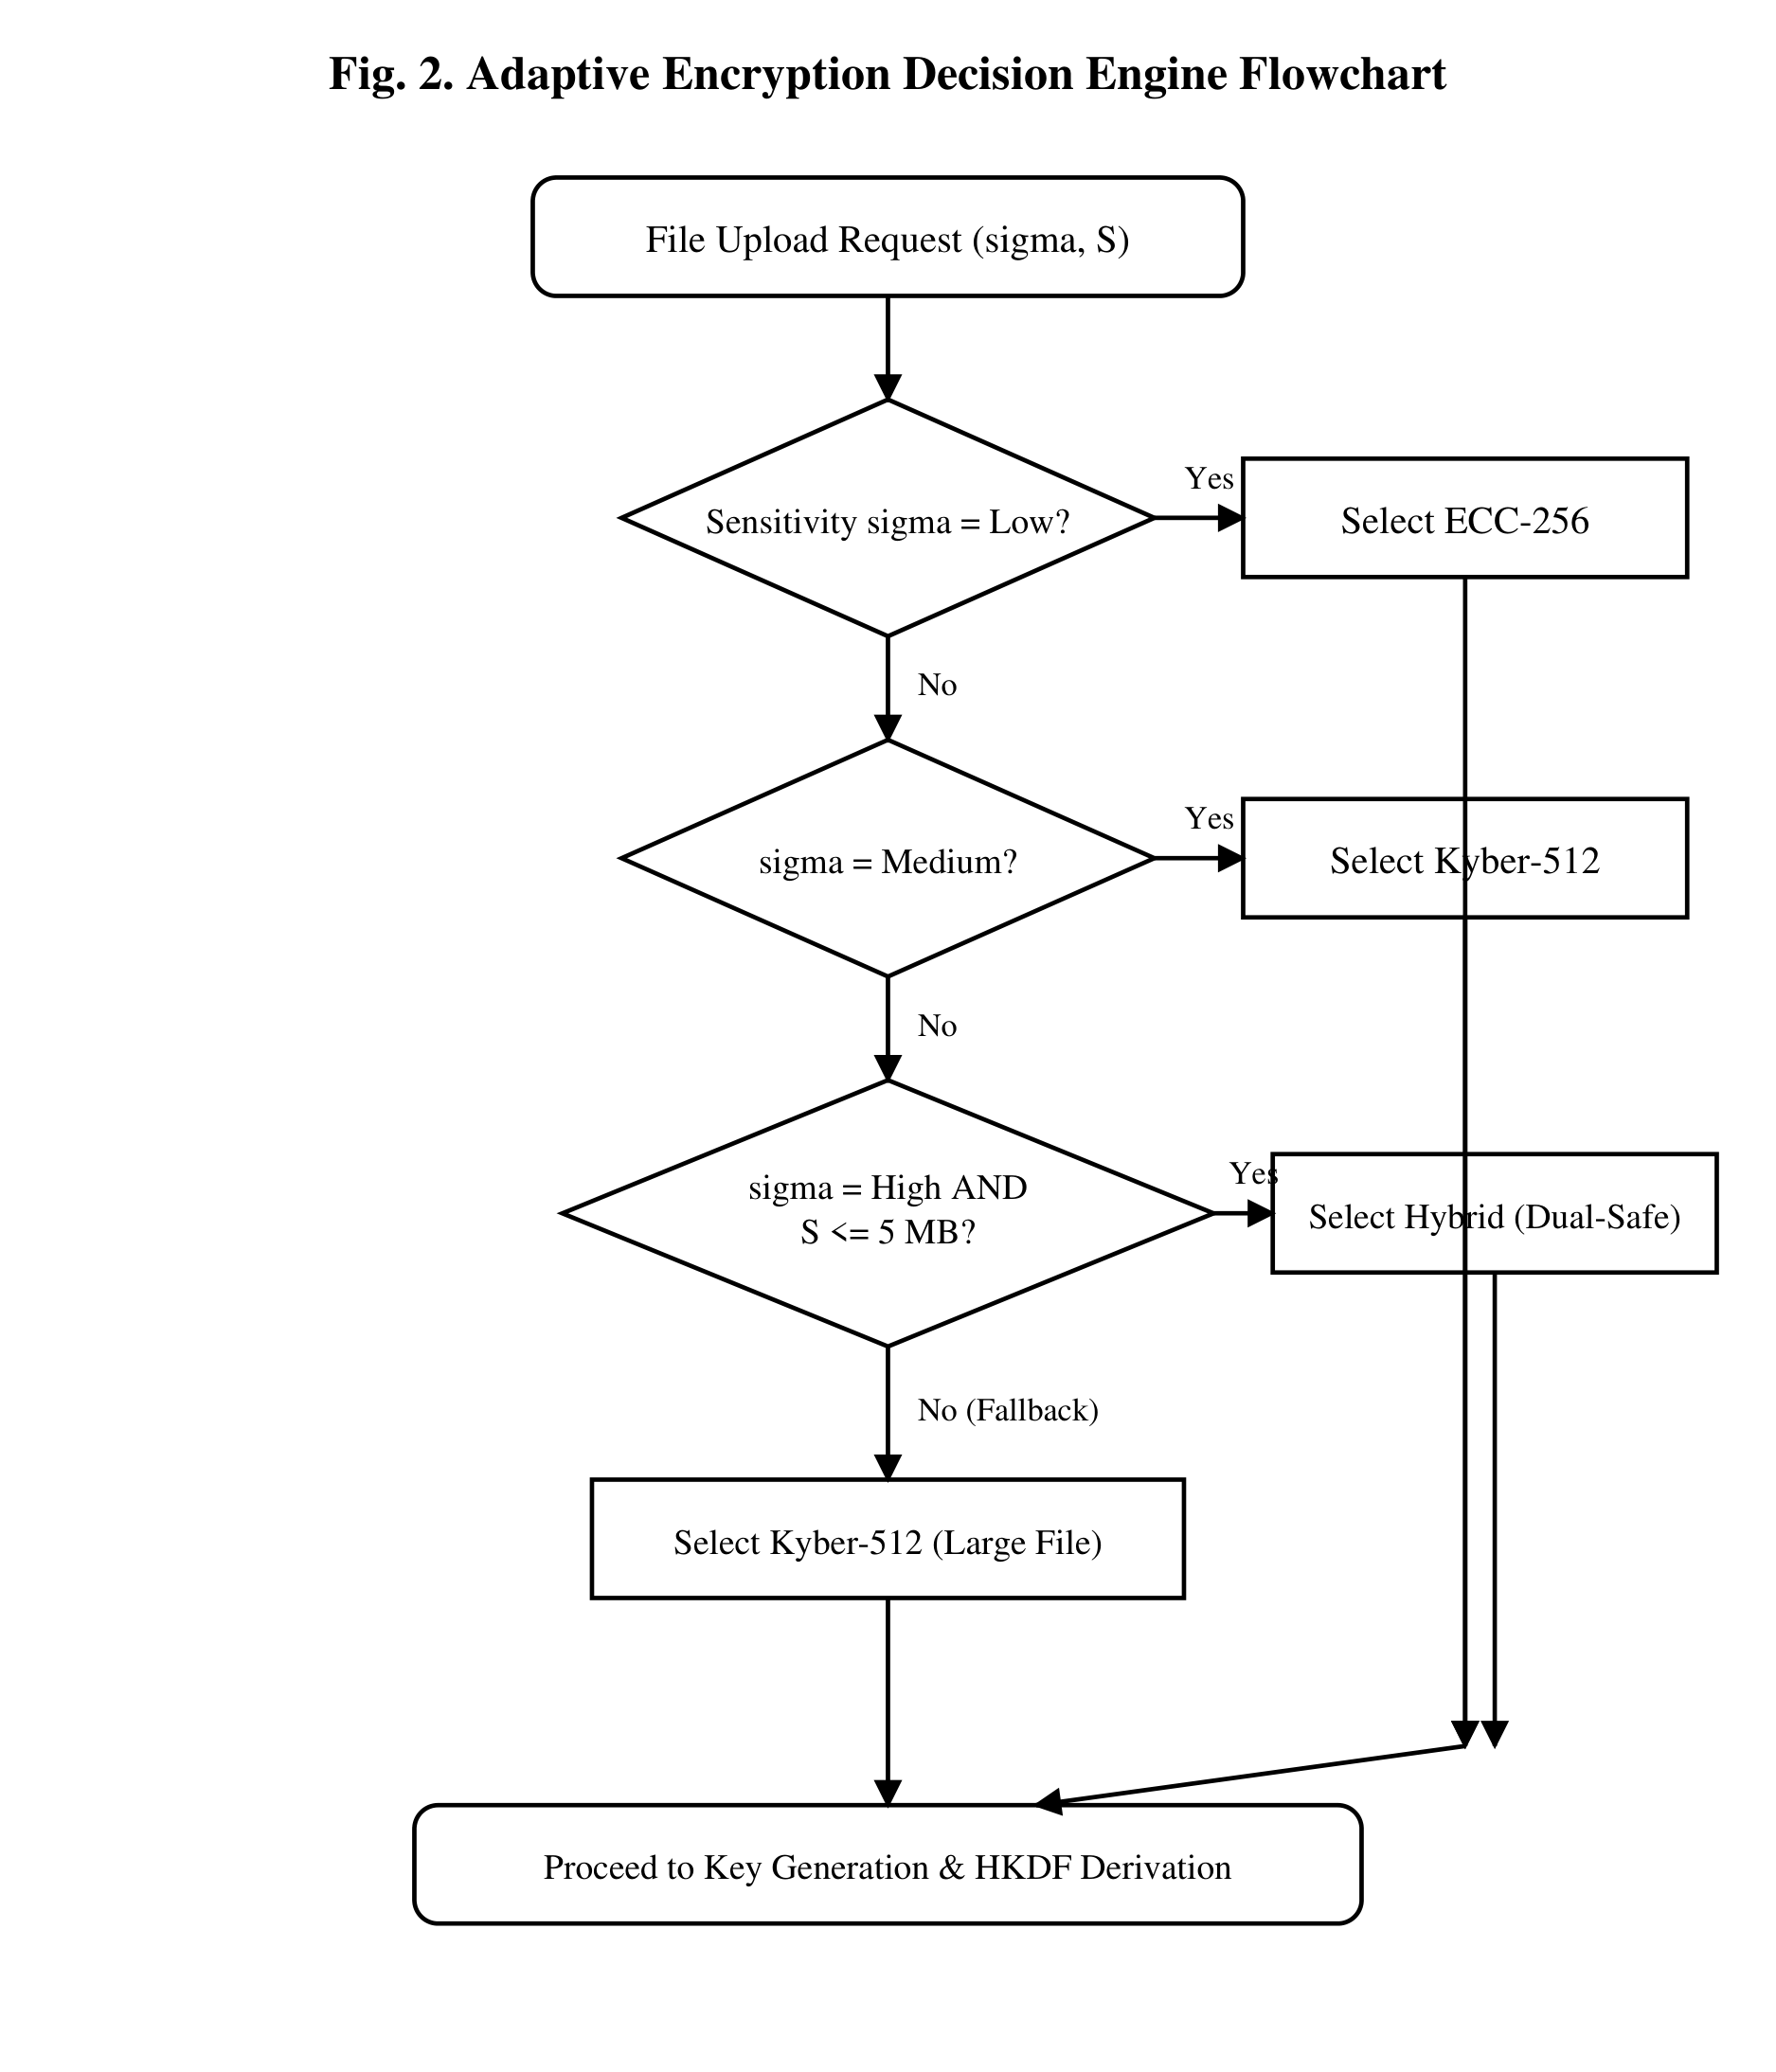 Fig. 2. Adaptive Encryption Decision Engine Flowchart
File Upload Request (sigma, S)
Sensitivity sigma = Low?
Yes
Select ECC-256
No
sigma = Medium?
Yes
Select Kyber-512
No
sigma = High AND
S <= 5 MB?
Yes
Select Hybrid (Dual-Safe)
No (Fallback)
Select Kyber-512 (Large File)
Proceed to Key Generation & HKDF Derivation